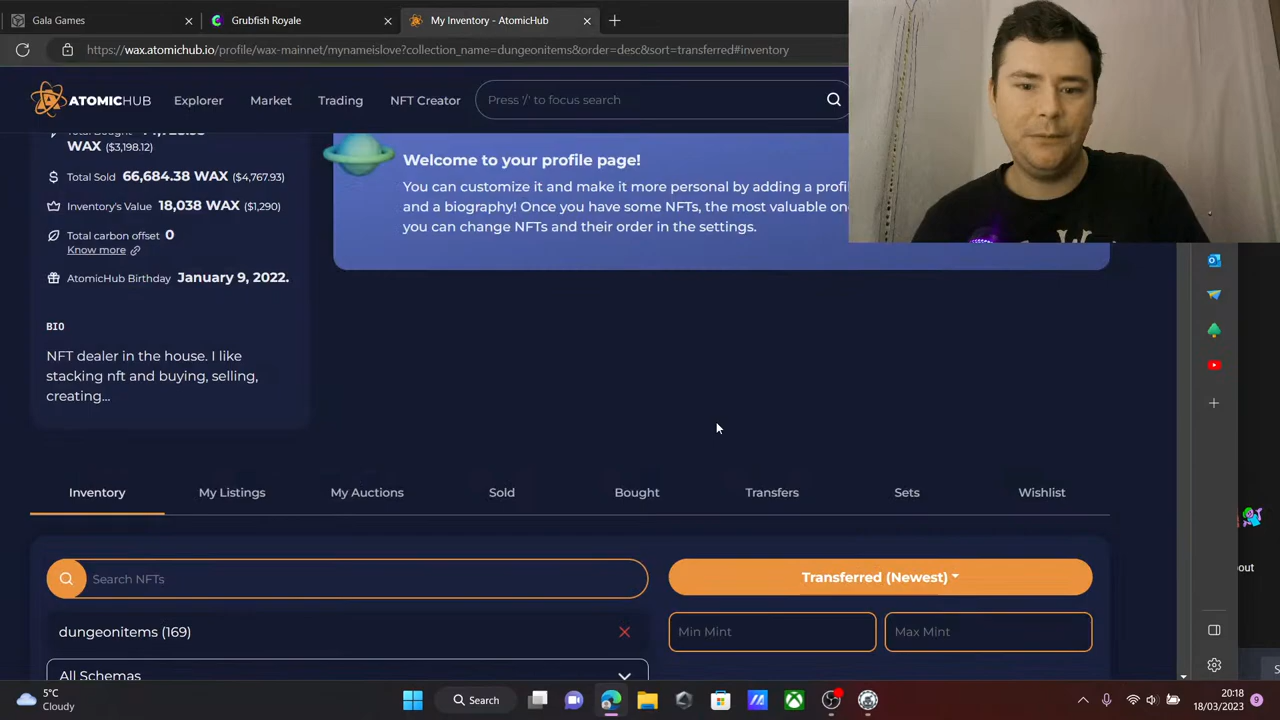 Gala Games
Grubfish Royale
My Inventory - AtomicHub
https://wax.atomichub.io/profile/wax-mainnet/mynameislove?collection_name=dungeonitems&order=desc&sort=transferred#inventory
ATOMICHUB
Explorer
Market
Trading
NFT Creator
Press '/' to focus search
WAX ($3,198.12)
Total Sold 66,684.38 WAX ($4,767.93)
Inventory's Value 18,038 WAX ($1,290)
Total carbon offset 0
Know more
AtomicHub Birthday January 9, 2022.
BIO
NFT dealer in the house. I like
stacking nft and buying, selling,
creating...
Welcome to your profile page!
You can customize it and make it more personal by adding a
and a biography! Once you have some NFTs, the most valuable
you can change NFTs and their order in the settings.
Inventory
My Listings
My Auctions
Sold
Bought
Transfers
Sets
Wishlist
Search NFTs
Transferred (Newest)
dungeonitems (169)
Min Mint
Max Mint
All Schemas
5°C
Cloudy
Search
20:18
18/03/2023
9